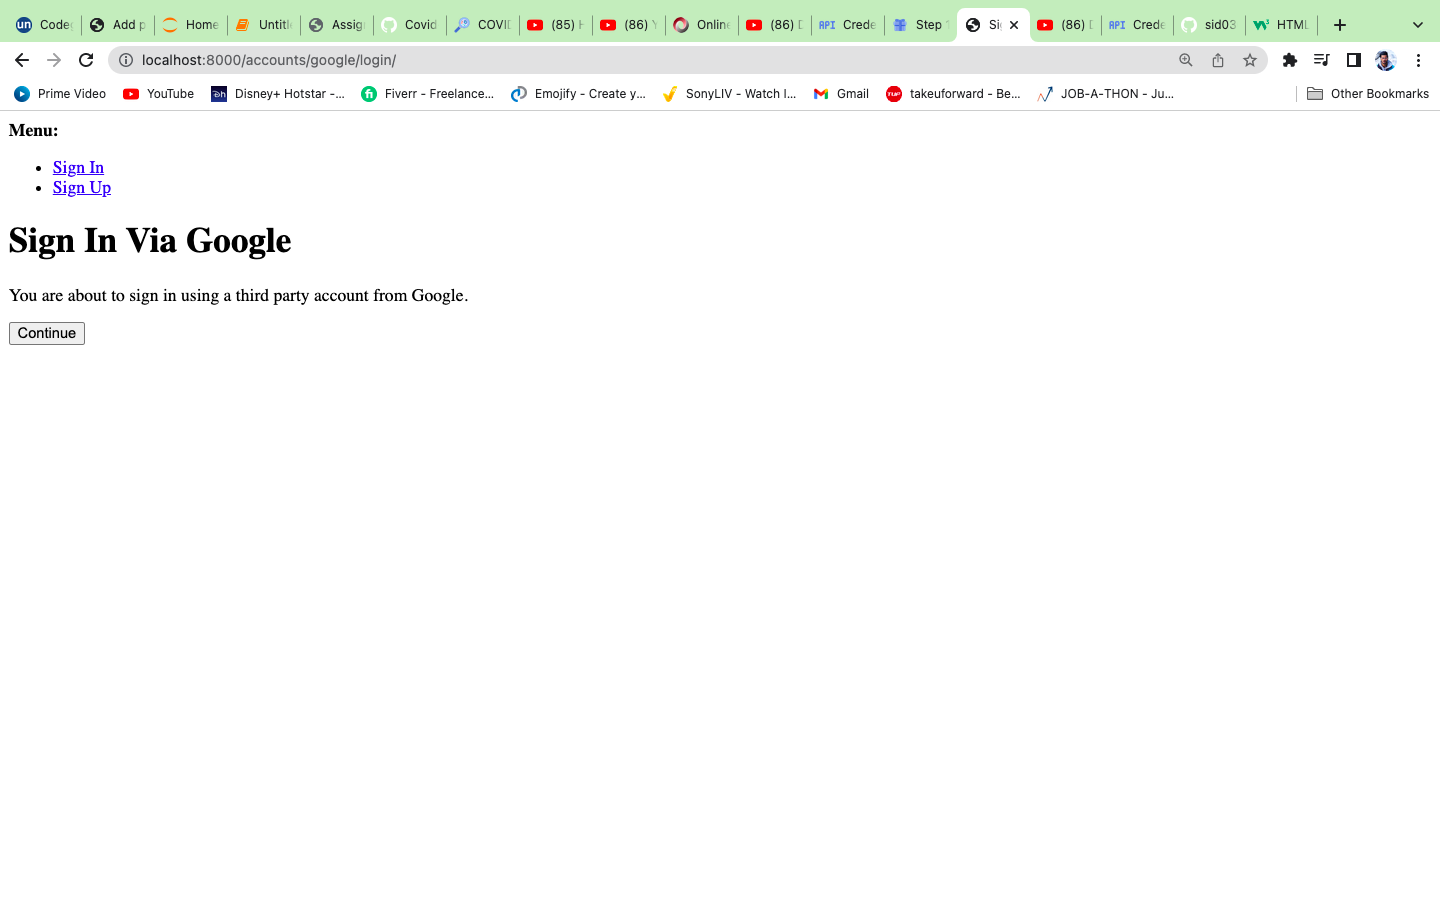 Code
Add p
Home
Untitl
Assig
Covid
COVI
(85)
(86)
Online
(86)
API Crede
Step
Si
(86)
API Crede
sid03
HTML
localhost:8000/accounts/google/login/
Prime Video
YouTube
Disney+ Hotstar -...
Fiverr - Freelance...
Emojify - Create y...
SonyLIV - Watch l...
Gmail
takeuforward - Be...
JOB-A-THON - Ju...
Other Bookmarks
Menu:
Sign In
Sign Up
Sign In Via Google
You are about to sign in using a third party account from Google.
Continue